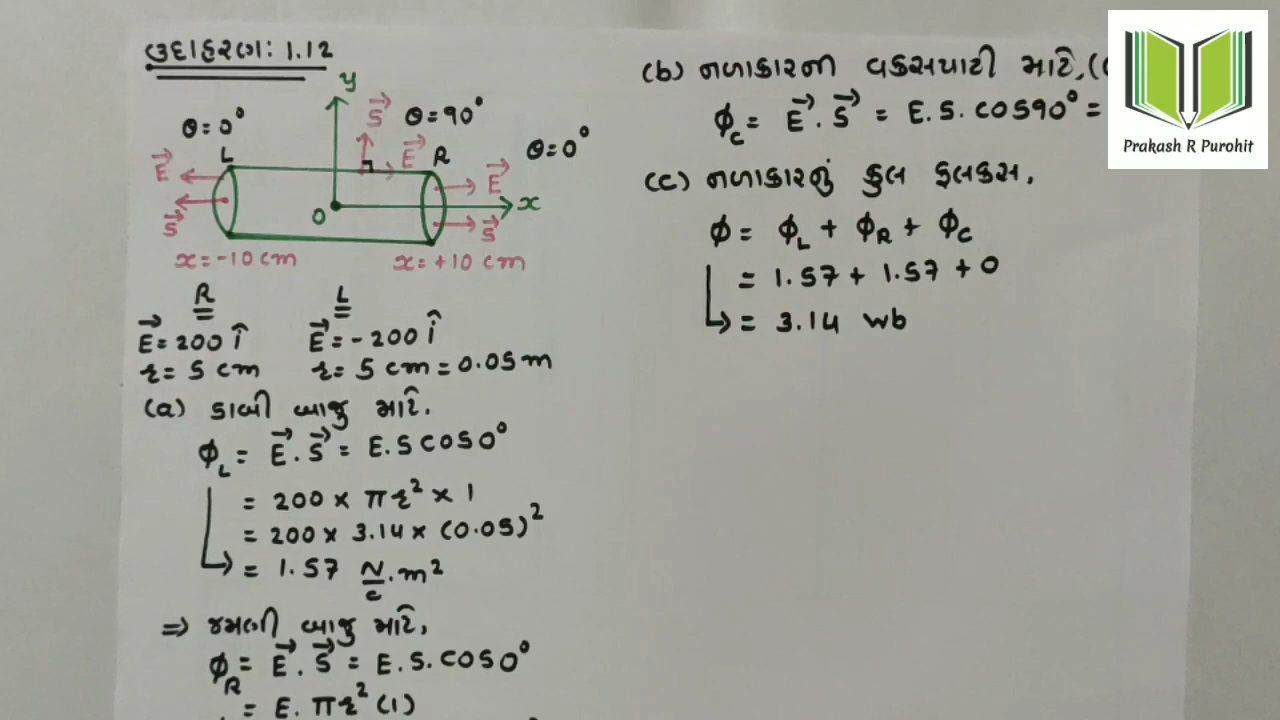 ઉદાહરણ: 1.12
y
θ=0° S⃗ θ=90°
L E⃗ R θ=0°
E⃗ E⃗
O x
S⃗ S⃗
x=-10 cm x=+10 cm
R L
E⃗=200 î E⃗=-200 î
r=5 cm r=5 cm=0.05m
(a) ડાબી બાજુ માટે.
ϕL = E⃗.S⃗ = E.S cos0°
= 200 × πr² × 1
= 200 × 3.14 × (0.05)²
= 1.57 N/C.m²
⇒ જમણી બાજુ માટે,
ϕR = E⃗.S⃗ = E.S.cos0°
= E.πr²(1)
(b) નળાકારની વક્રસપાટી માટે,(
ϕC = E⃗.S⃗ = E.S.cos90° =
(c) નળાકારનું કુલ ફલક્સ.
ϕ = ϕL + ϕR + ϕC
= 1.57 + 1.57 + 0
= 3.14 wb
Prakash R Purohit